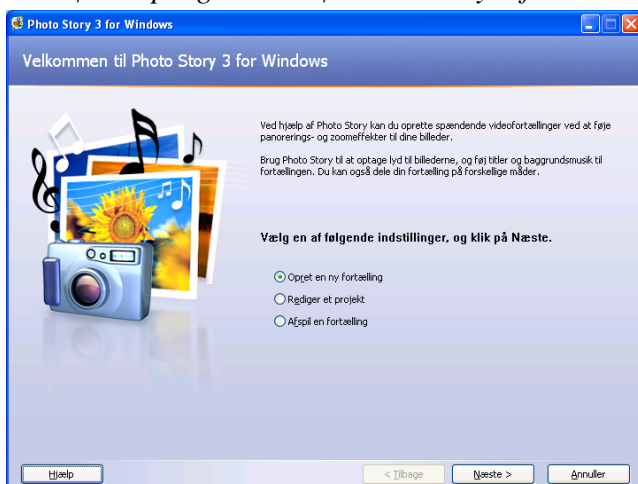 Photo Story 3 for Windows
Velkommen til Photo Story 3 for Windows
Ved hjælp af Photo Story kan du oprette spændende videofortællinger ved at føje
panorerings- og zoomeffekter til dine billeder.
Brug Photo Story til at optage lyd til billederne, og føj titler og baggrundsmusik til
fortællingen. Du kan også dele din fortælling på forskellige måder.
Vælg en af følgende indstillinger, og klik på Næste.
Opret en ny fortælling
Rediger et projekt
Afspil en fortælling
Hjælp
< Tilbage
Næste >
Annuller